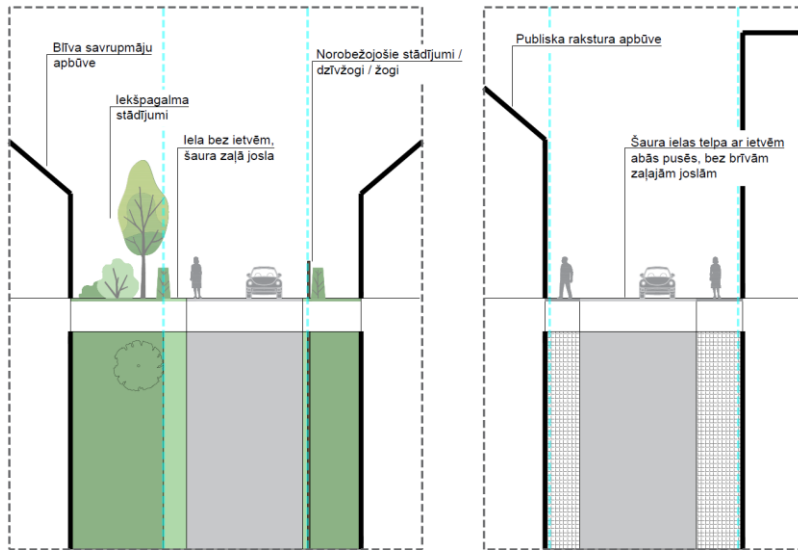 Blīva savrupmāju
apbūve
Iekšpagalma
stādījumi
Iela bez ietvēm,
šaura zaļā josla
Norobežojošie stādījumi /
dzīvžogi / žogi
Publiska rakstura apbūve
Šaura ielas telpa ar ietvēm
abās pusēs, bez brīvām
zaļajām joslām